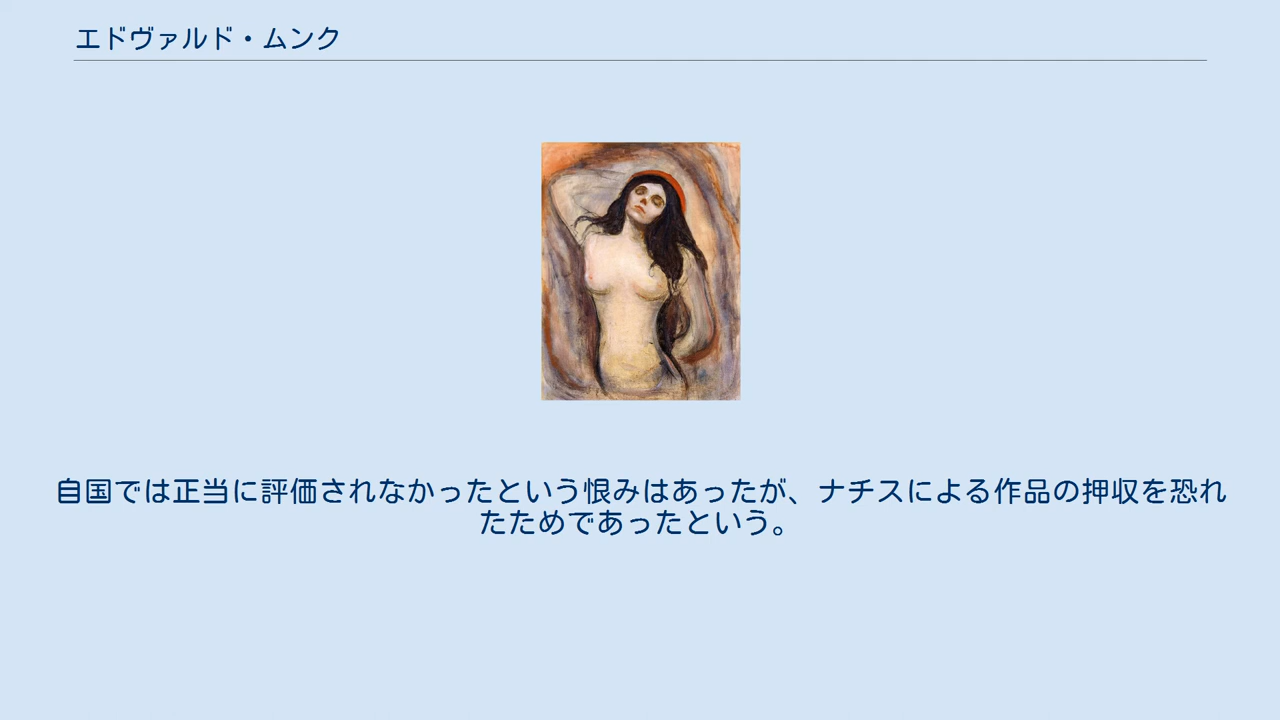 エドヴァルド・ムンク
自国では正当に評価されなかったという恨みはあったが、ナチスによる作品の押収を恐れ
たためであったという。